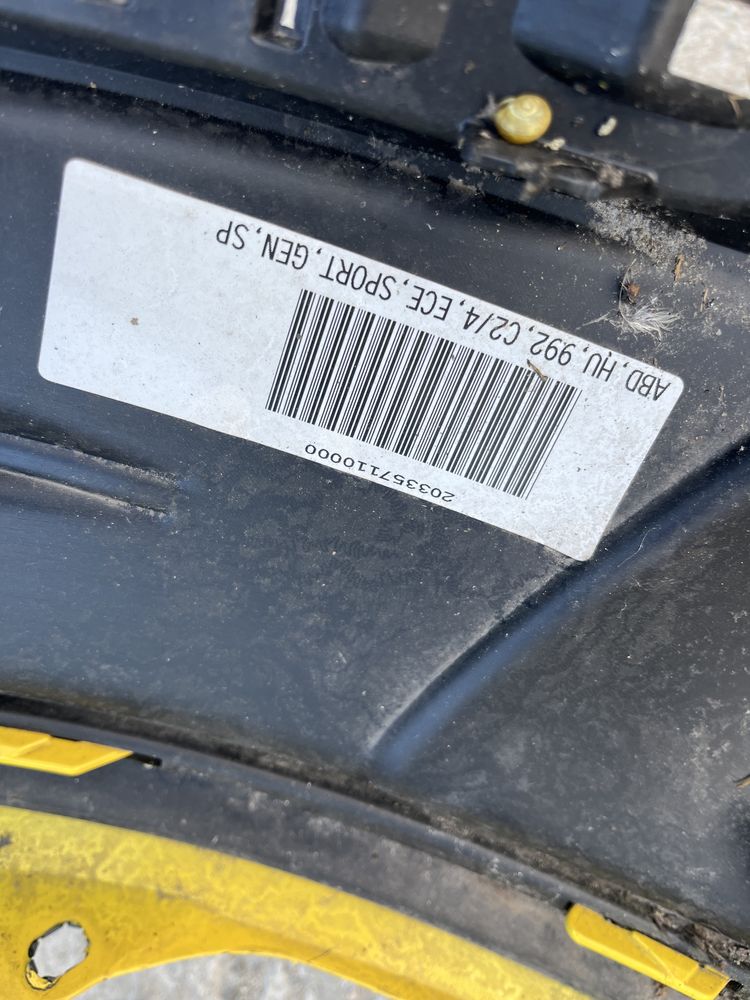 ABD,HU,992,C2/4,ECE,SPORT,GEN,SP
203357110000